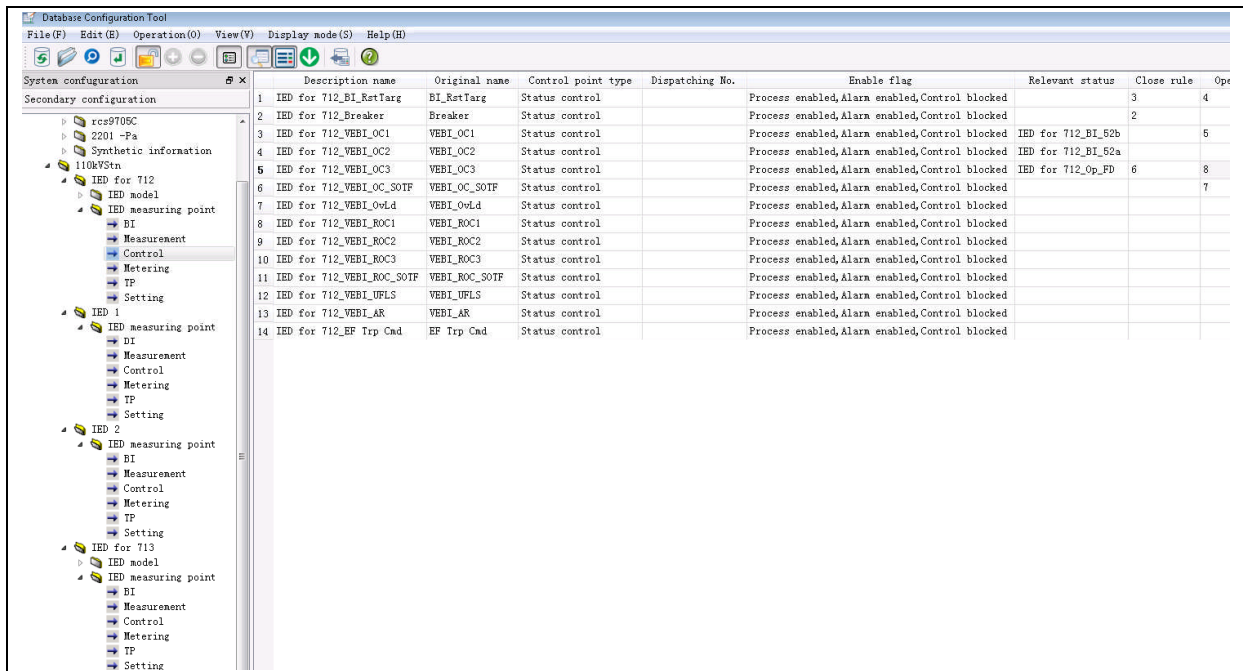 Database Configuration Tool
File(F) Edit(E) Operation(O) View(V) Display mode(S) Help(H)
System confuguration
Secondary configuration
rcs9705C
2201 -Pa
Synthetic information
110kVStn
IED for 712
IED model
IED measuring point
BI
Measurement
Control
Metering
TP
Setting
IED 1
IED measuring point
DI
Measurement
Control
Metering
TP
Setting
IED 2
IED measuring point
BI
Measurement
Control
Metering
TP
Setting
IED for 713
IED model
IED measuring point
BI
Measurement
Control
Metering
TP
Setting
Description name Original name Control point type Dispatching No. Enable flag Relevant status Close rule Ope
1 IED for 712_BI_RstTarg BI_RstTarg Status control Process enabled,Alarm enabled,Control blocked 3 4
2 IED for 712_Breaker Breaker Status control Process enabled,Alarm enabled,Control blocked 2
3 IED for 712_VEBI_OC1 VEBI_OC1 Status control Process enabled,Alarm enabled,Control blocked IED for 712_BI_52b 5
4 IED for 712_VEBI_OC2 VEBI_OC2 Status control Process enabled,Alarm enabled,Control blocked IED for 712_BI_52a
5 IED for 712_VEBI_OC3 VEBI_OC3 Status control Process enabled,Alarm enabled,Control blocked IED for 712_Op_FD 6 8
6 IED for 712_VEBI_OC_SOTF VEBI_OC_SOTF Status control Process enabled,Alarm enabled,Control blocked 7
7 IED for 712_VEBI_OvLd VEBI_OvLd Status control Process enabled,Alarm enabled,Control blocked
8 IED for 712_VEBI_ROC1 VEBI_ROC1 Status control Process enabled,Alarm enabled,Control blocked
9 IED for 712_VEBI_ROC2 VEBI_ROC2 Status control Process enabled,Alarm enabled,Control blocked
10 IED for 712_VEBI_ROC3 VEBI_ROC3 Status control Process enabled,Alarm enabled,Control blocked
11 IED for 712_VEBI_ROC_SOTF VEBI_ROC_SOTF Status control Process enabled,Alarm enabled,Control blocked
12 IED for 712_VEBI_UFLS VEBI_UFLS Status control Process enabled,Alarm enabled,Control blocked
13 IED for 712_VEBI_AR VEBI_AR Status control Process enabled,Alarm enabled,Control blocked
14 IED for 712_EF Trp Cmd EF Trp Cmd Status control Process enabled,Alarm enabled,Control blocked